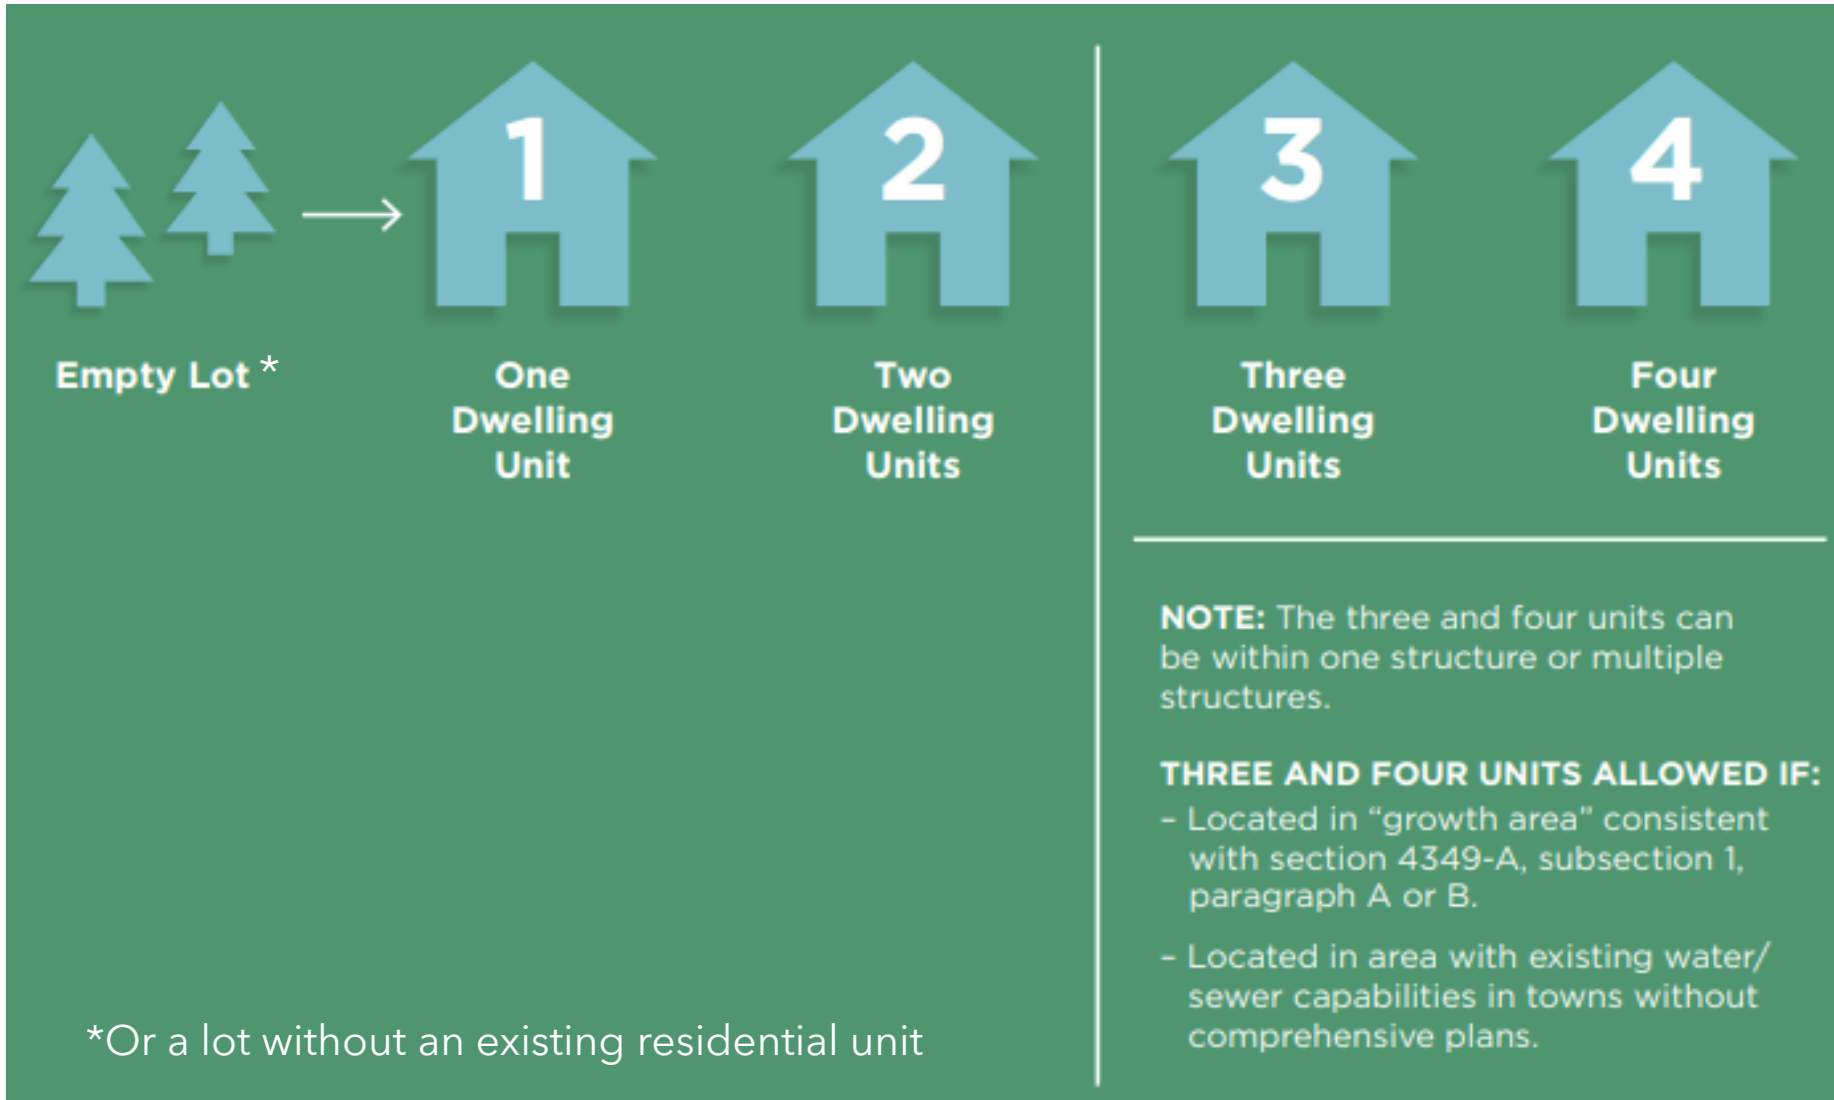 1
2
3
4
Empty Lot *
One
Dwelling
Unit
Two
Dwelling
Units
Three
Dwelling
Units
Four
Dwelling
Units
NOTE: The three and four units can
be within one structure or multiple
structures.
THREE AND FOUR UNITS ALLOWED IF:
– Located in “growth area” consistent
with section 4349-A, subsection 1,
paragraph A or B.
– Located in area with existing water/
sewer capabilities in towns without
comprehensive plans.
*Or a lot without an existing residential unit